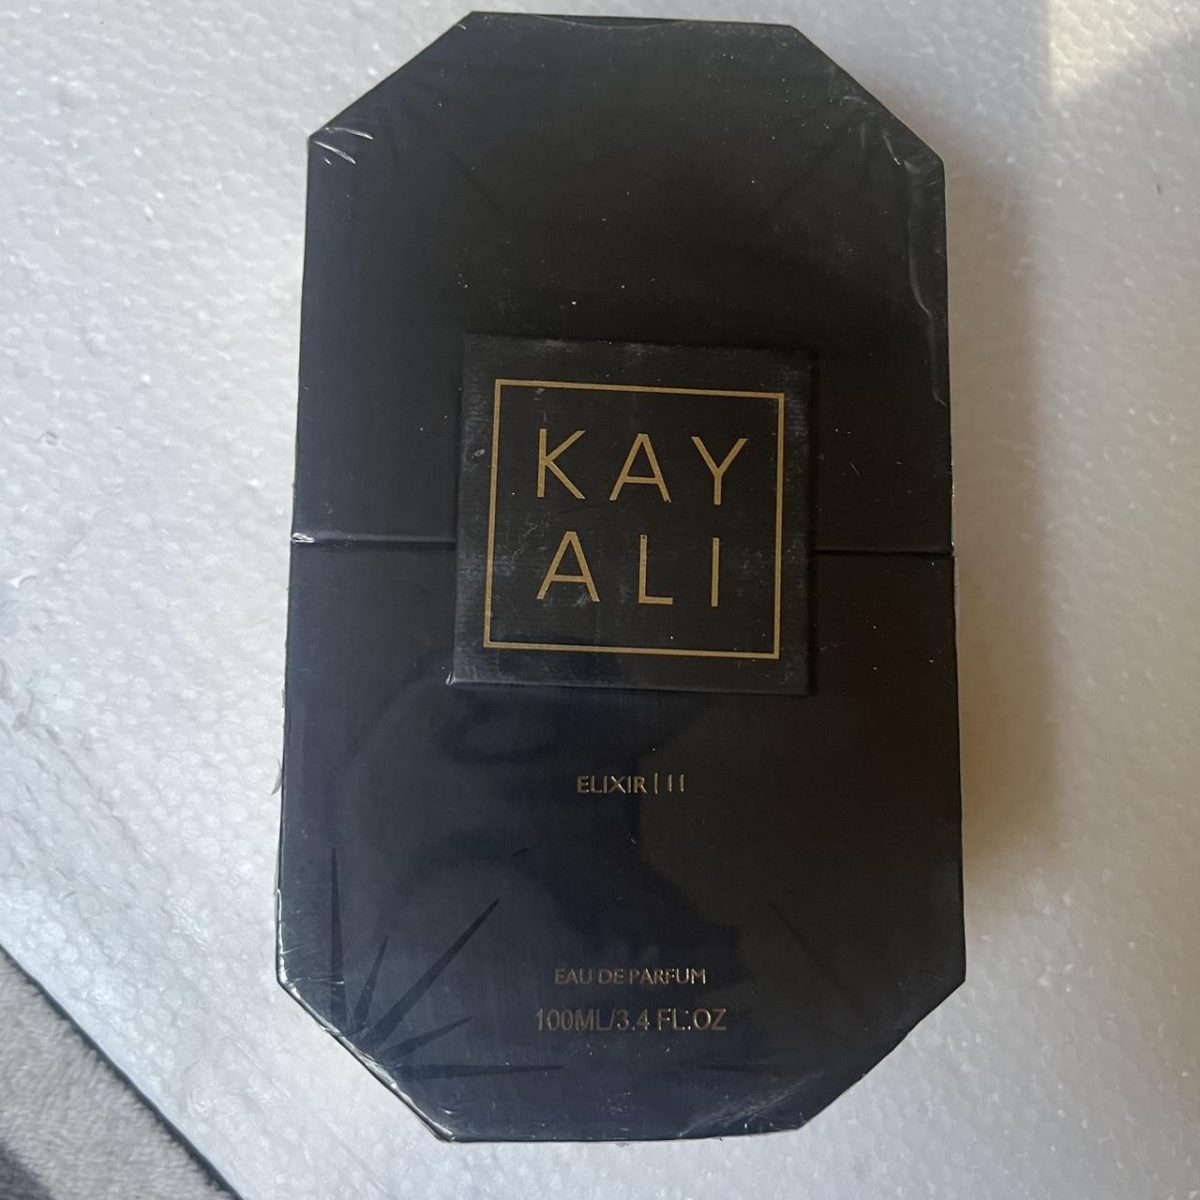 KAY
ALI
ELIXIR | 11
EAU DE PARFUM
100ML/3.4 FL.OZ